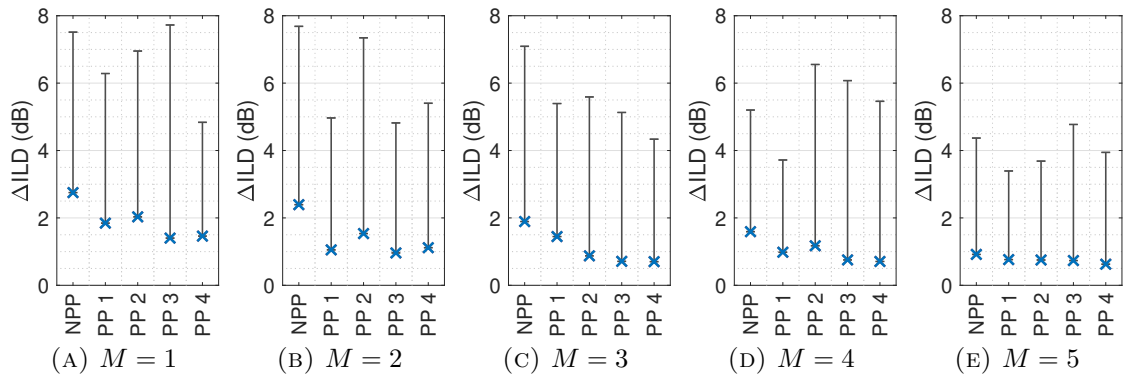 8 8 8 8 8
6 6 6 6 6
4 4 4 4 4
2 2 2 2 2
0 0 0 0 0
ΔILD (dB) ΔILD (dB) ΔILD (dB) ΔILD (dB) ΔILD (dB)
NPP PP 1 PP 2 PP 3 PP 4 NPP PP 1 PP 2 PP 3 PP 4 NPP PP 1 PP 2 PP 3 PP 4 NPP PP 1 PP 2 PP 3 PP 4 NPP PP 1 PP 2 PP 3 PP 4
(A) M = 1 (B) M = 2 (C) M = 3 (D) M = 4 (E) M = 5